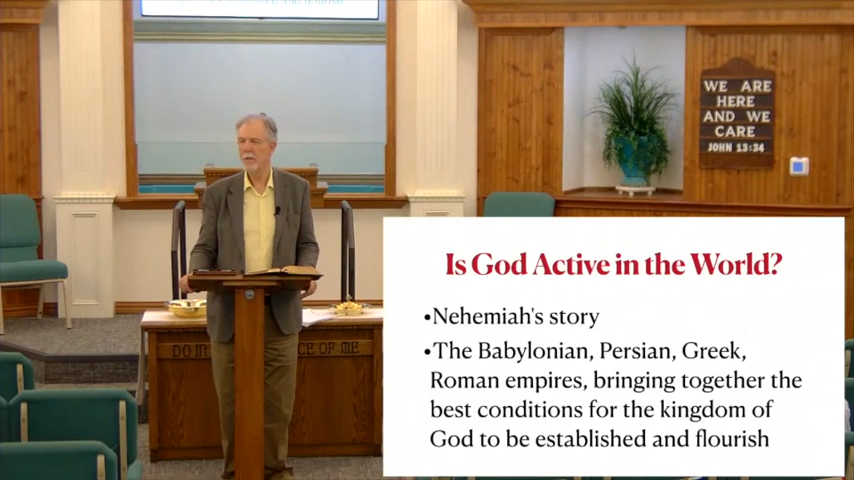 WE ARE
HERE
AND WE
CARE
JOHN 13:34
Is God Active in the World?
•Nehemiah's story
•The Babylonian, Persian, Greek,
Roman empires, bringing together the
best conditions for the kingdom of
God to be established and flourish
DO IN CE OF ME